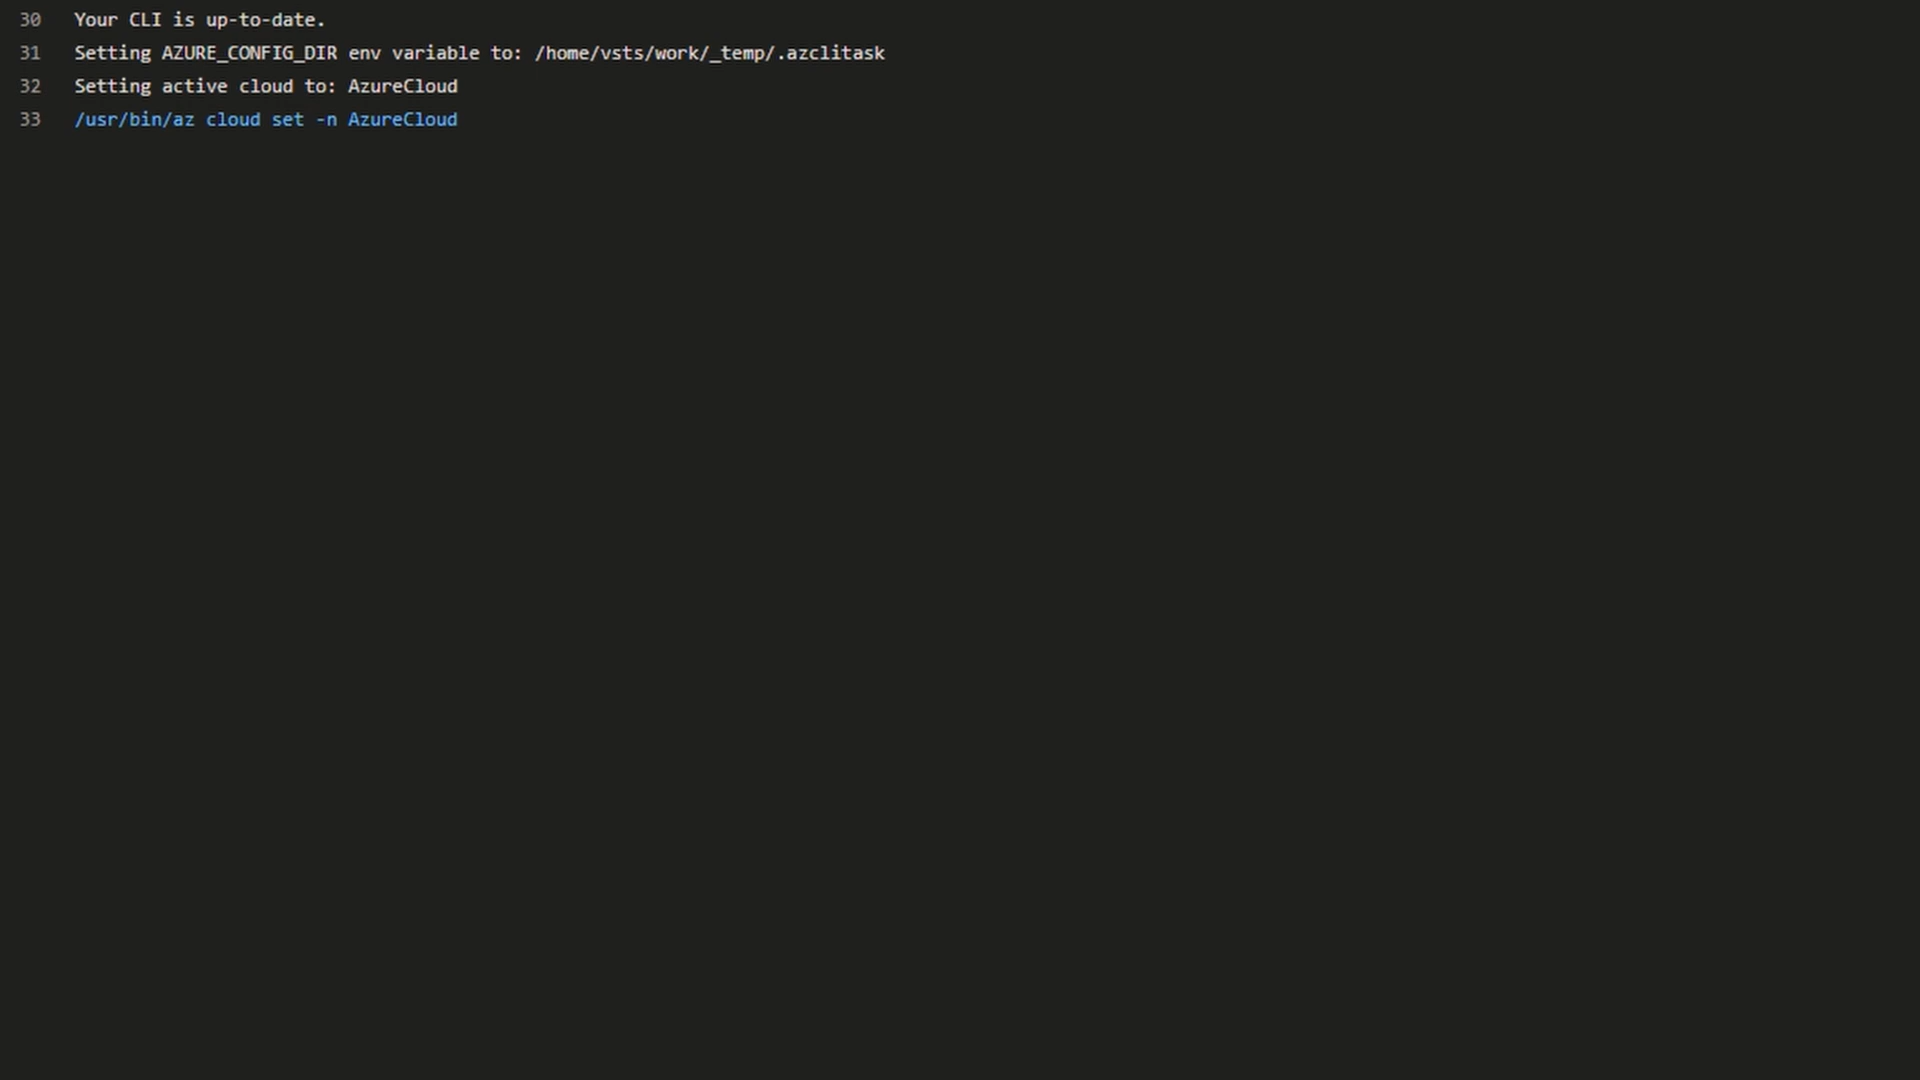 30 Your CLI is up-to-date.
31 Setting AZURE_CONFIG_DIR env variable to: /home/vsts/work/_temp/.azclitask
32 Setting active cloud to: AzureCloud
33 /usr/bin/az cloud set -n AzureCloud